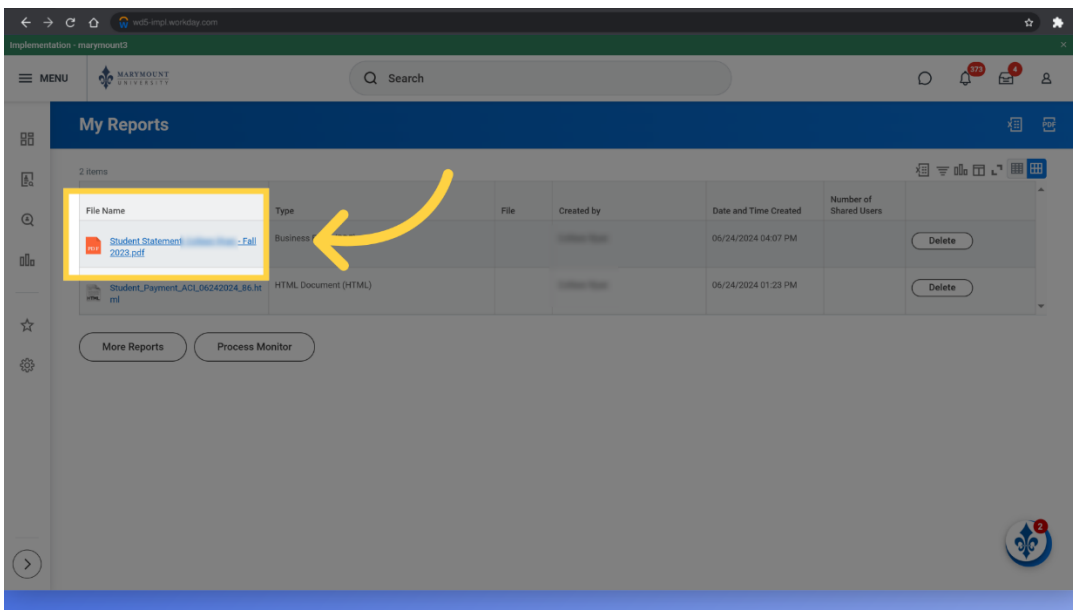 wd5-impl.workday.com
Implementation - marymount3
MENU
MARYMOUNT
UNIVERSITY
Search
373
4
My Reports
PDF
2 items
File Name
Type
File
Created by
Date and Time Created
Number of
Shared Users
PDF
Student Statement - Fall
2023.pdf
Business
06/24/2024 04:07 PM
Delete
HTML
Student_Payment_ACI_06242024_86.ht
ml
HTML Document (HTML)
06/24/2024 01:23 PM
Delete
More Reports
Process Monitor
2